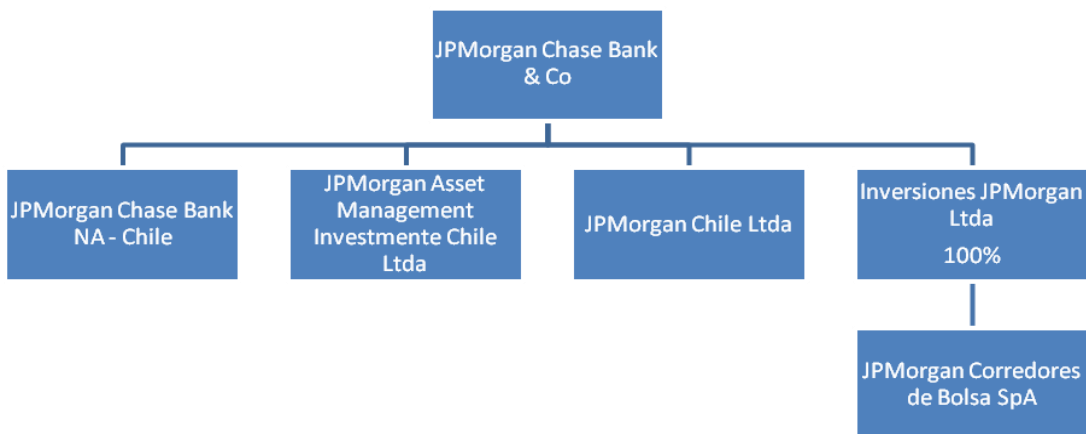 JPMorgan Chase Bank
& Co
JPMorgan Chase Bank
NA - Chile
JPMorgan Asset
Management
Investmente Chile
Ltda
JPMorgan Chile Ltda
Inversiones JPMorgan
Ltda
100%
JPMorgan Corredores
de Bolsa SpA